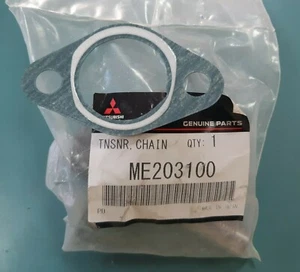 MITSUBISHI
GENUINE PARTS
TNSNR, CHAIN QTY: 1
ME203100